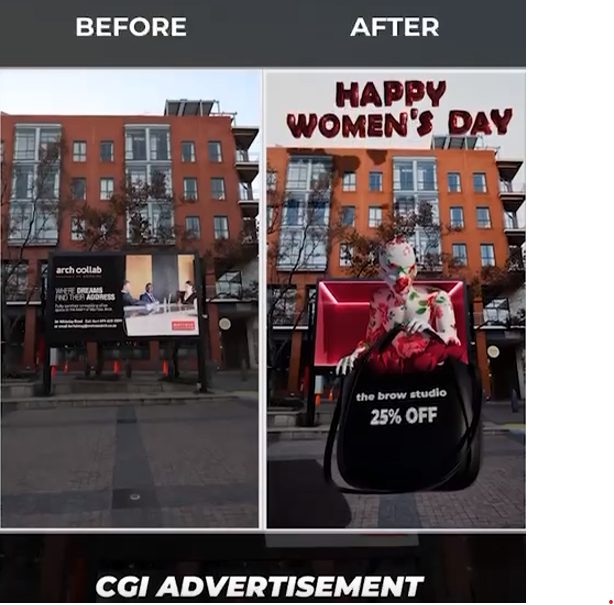 BEFORE
AFTER
HAPPY
WOMEN'S DAY
arch collab
WHERE DREAMS
FIND THEIR ADDRESS
the brow studio
25% OFF
CGI ADVERTISEMENT